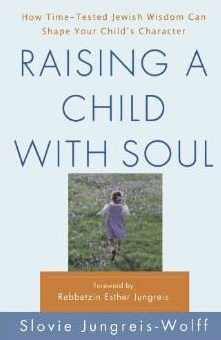 How Time-Tested Jewish Wisdom Can
Shape Your Child's Character
RAISING A
CHILD
WITH SOUL
Foreword by
Rebbetzin Esther Jungreis
Slovie Jungreis-Wolff